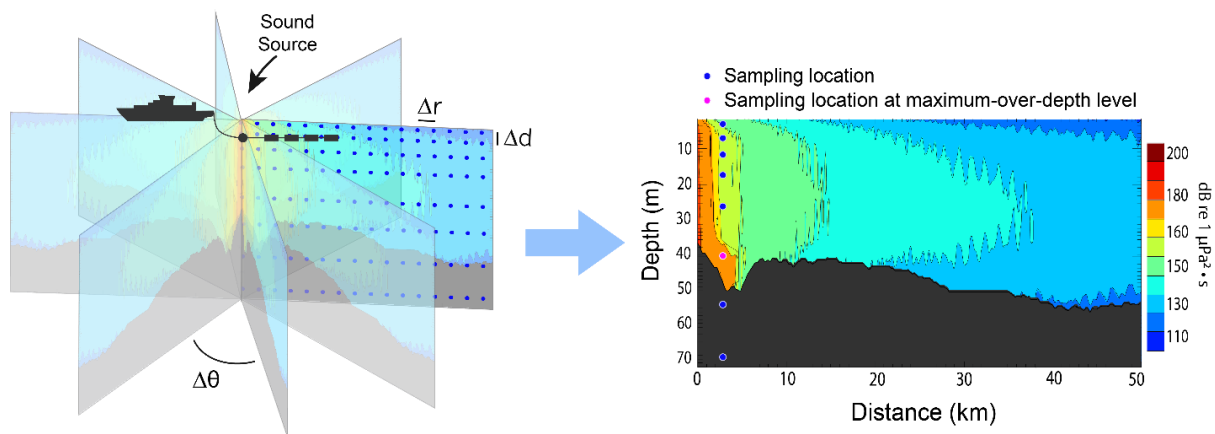 Sound
Source
Δr
Δd
Δθ
Sampling location
Sampling location at maximum-over-depth level
Depth (m)
10
20
30
40
50
60
70
0
10
20
30
40
50
Distance (km)
200
180
160
150
130
110
dB re 1 µPa²•s